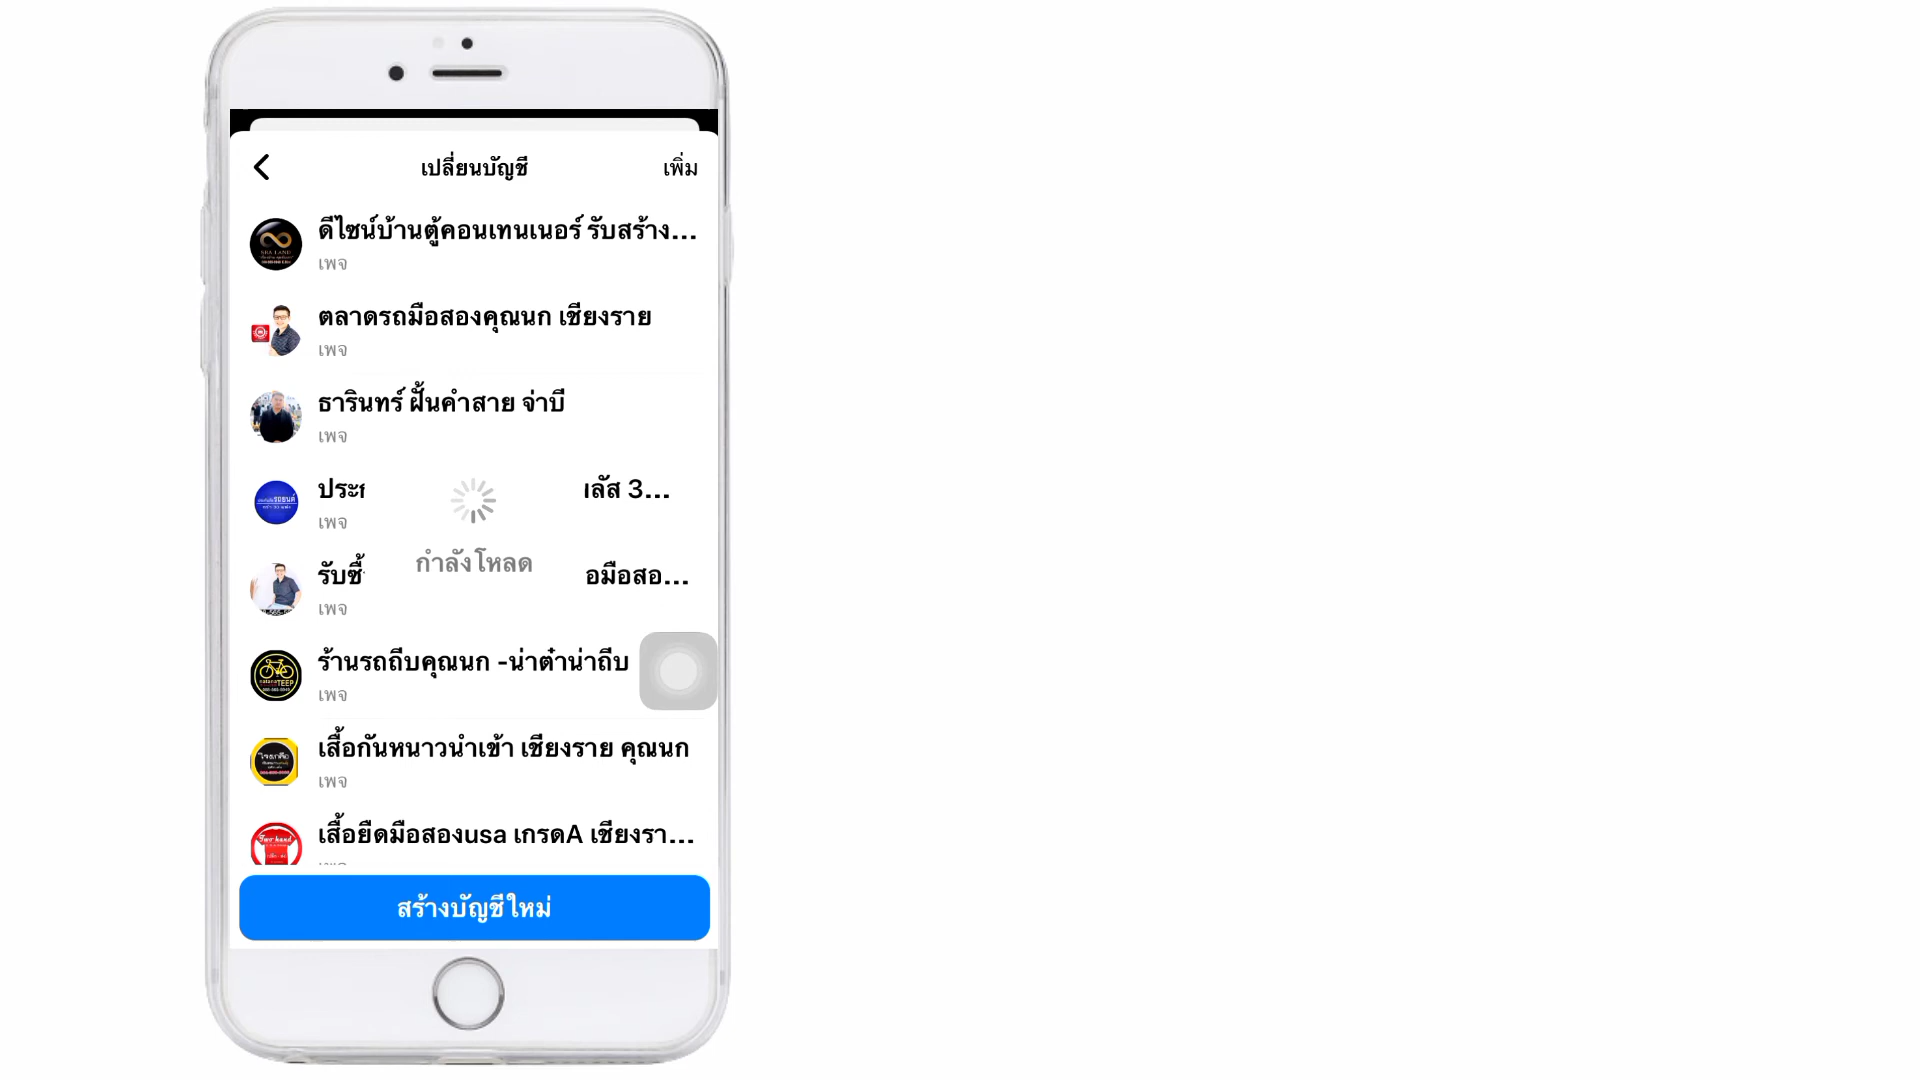 เปลี่ยนบัญชี
เพิ่ม
ดีไซน์บ้านตู้คอนเทนเนอร์ รับสร้าง...
เพจ
ตลาดรถมือสองคุณนก เชียงราย
เพจ
ธารินทร์ ฝั้นคำสาย จ่าบี
เพจ
เลัส 3...
เพจ
กำลังโหลด
รับซื้
อมือสอ...
เพจ
ร้านรถถีบคุณนก -น่าต๋ำน่าถีบ
เพจ
เสื้อกันหนาวนำเข้า เชียงราย คุณนก
เพจ
เสื้อยืดมือสองusa เกรดA เชียงรา...
สร้างบัญชีใหม่